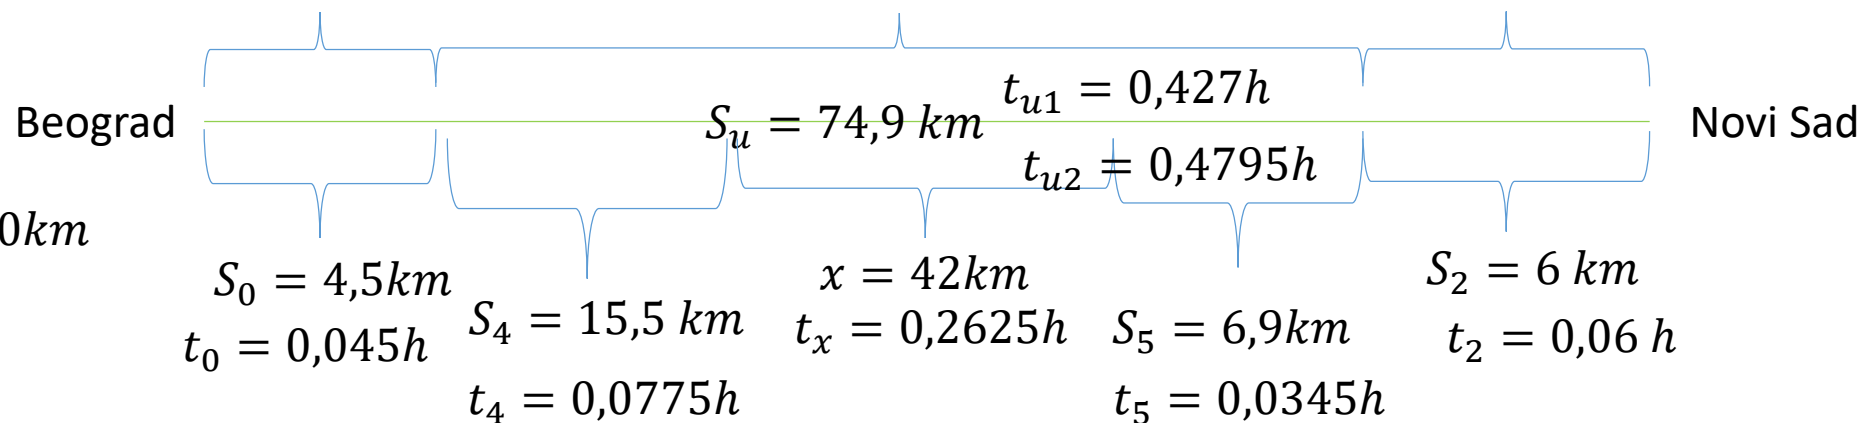 t_{u1} = 0,427h
Beograd
S_u = 74,9 km
Novi Sad
t_{u2} = 0,4795h
0km
S_0 = 4,5km
t_0 = 0,045h
S_4 = 15,5 km
t_4 = 0,0775h
x = 42km
t_x = 0,2625h
S_5 = 6,9km
t_5 = 0,0345h
S_2 = 6 km
t_2 = 0,06 h